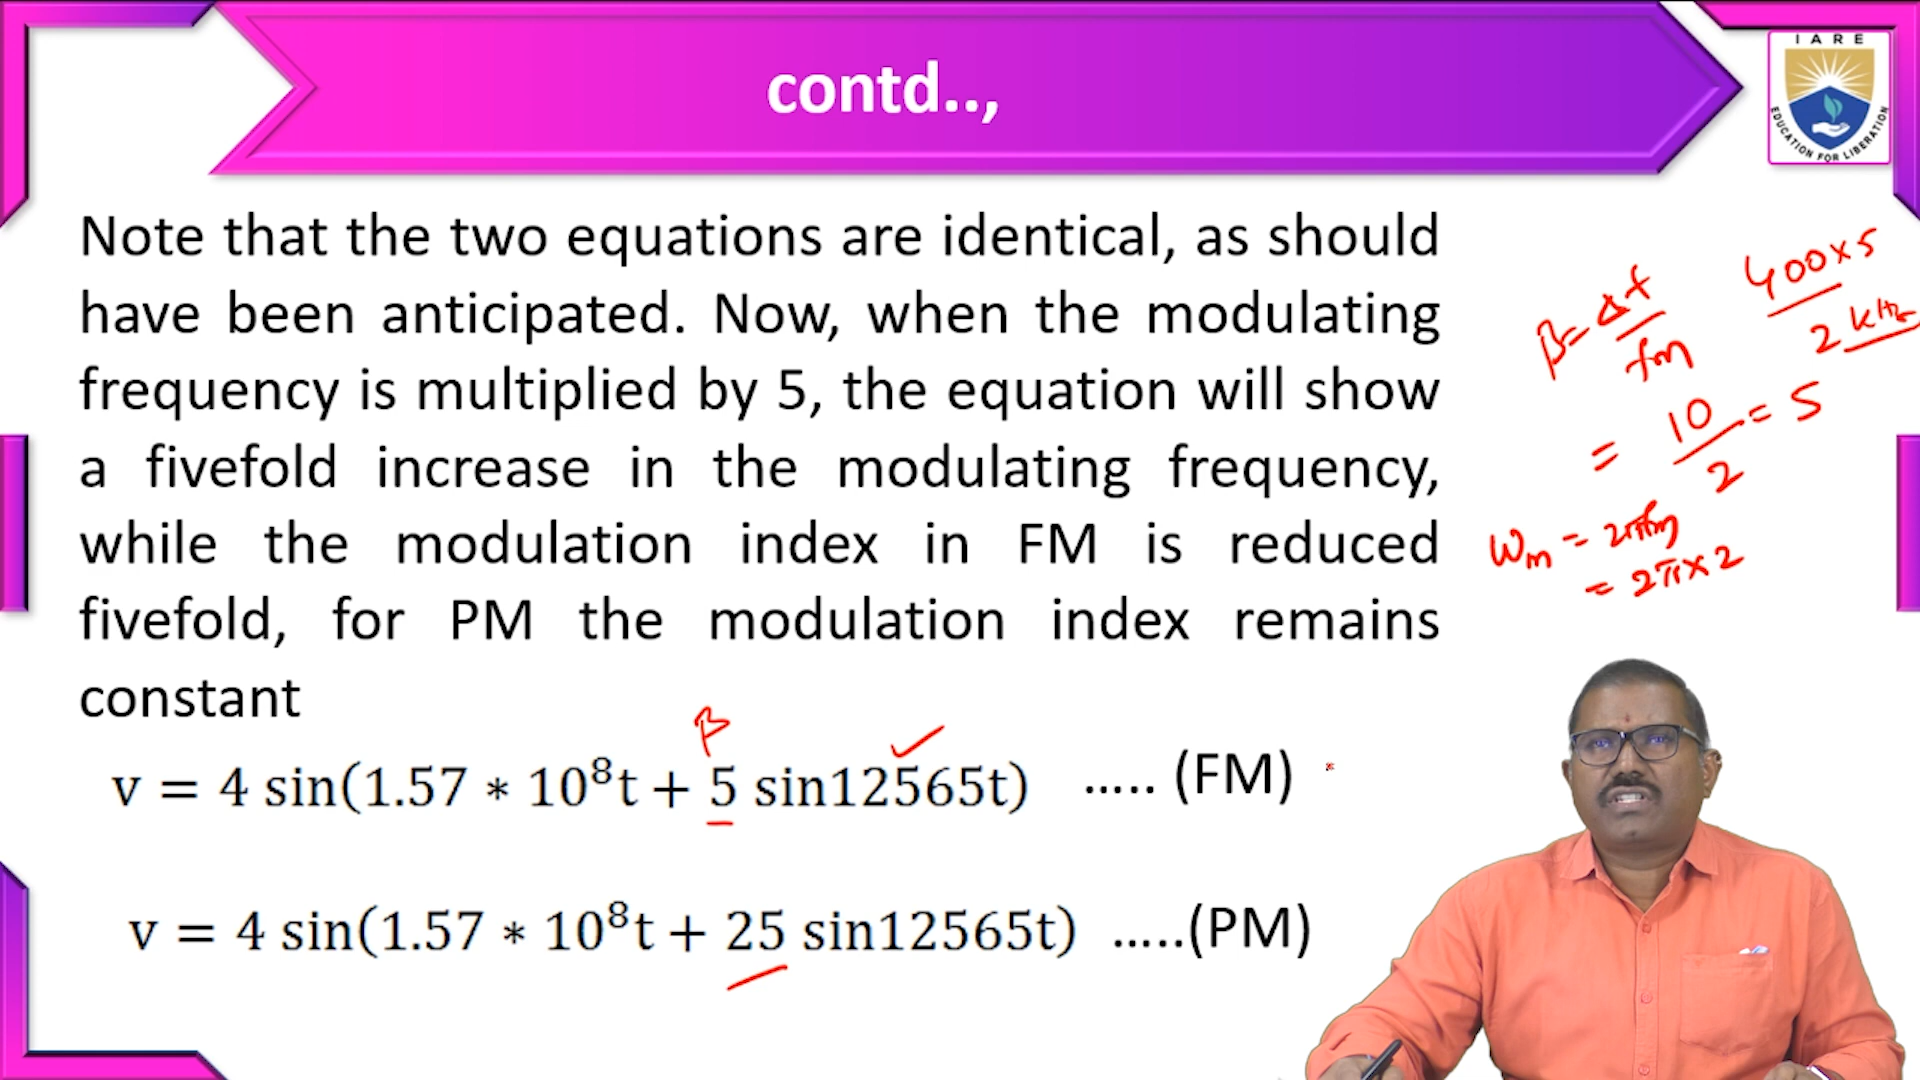 contd..,
I A R E
EDUCATION FOR LIBERATION
Note that the two equations are identical, as should
have been anticipated. Now, when the modulating
frequency is multiplied by 5, the equation will show
a fivefold increase in the modulating frequency,
while the modulation index in FM is reduced
fivefold, for PM the modulation index remains
constant
β
v = 4 sin(1.57 * 10⁸t + 5 sin12565t) ..... (FM)
v = 4 sin(1.57 * 10⁸t + 25 sin12565t) .....(PM)
400×5
2 kHz
β = Δf/fm
= 10/2 = 5
ωm = 2πfm
= 2π×2